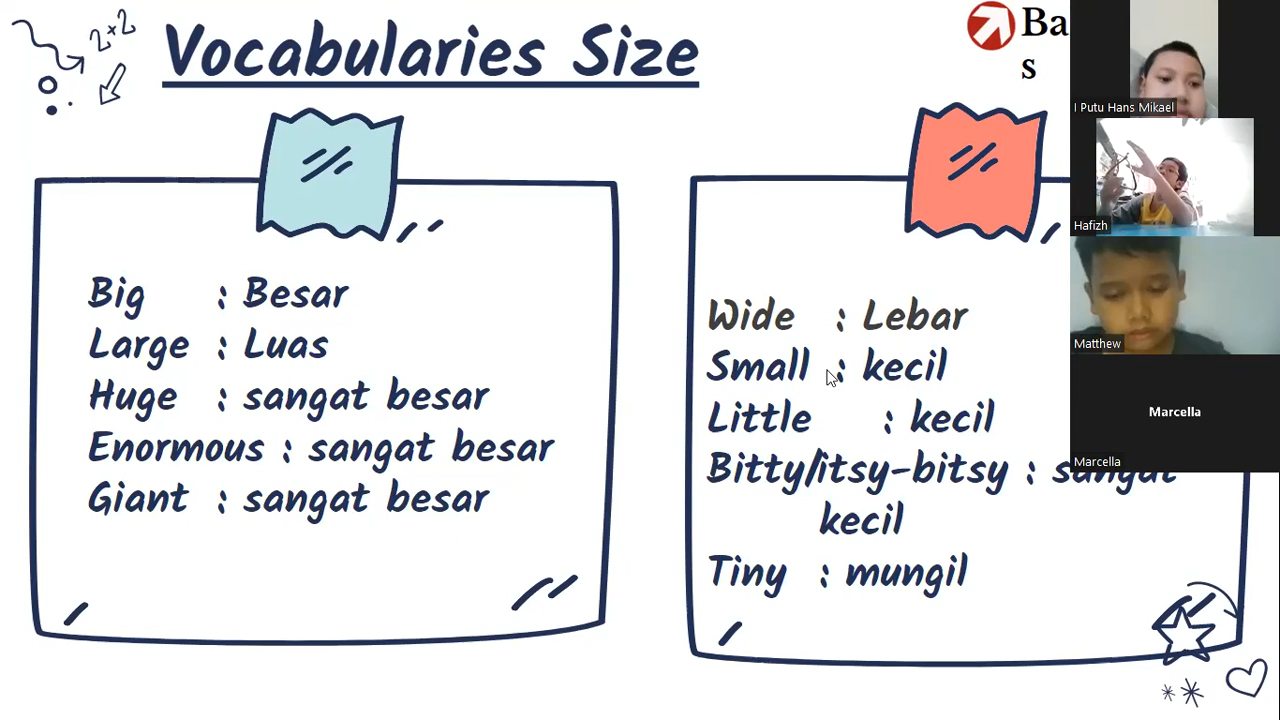 2+2
Vocabularies Size
Ba
s
Big : Besar
Large : Luas
Huge : sangat besar
Enormous : sangat besar
Giant : sangat besar
Wide : Lebar
Small : kecil
Little : kecil
Bitty/itsy-bitsy : sangat
kecil
Tiny : mungil
I Putu Hans Mikael
Hafizh
Matthew
Marcella
Marcella